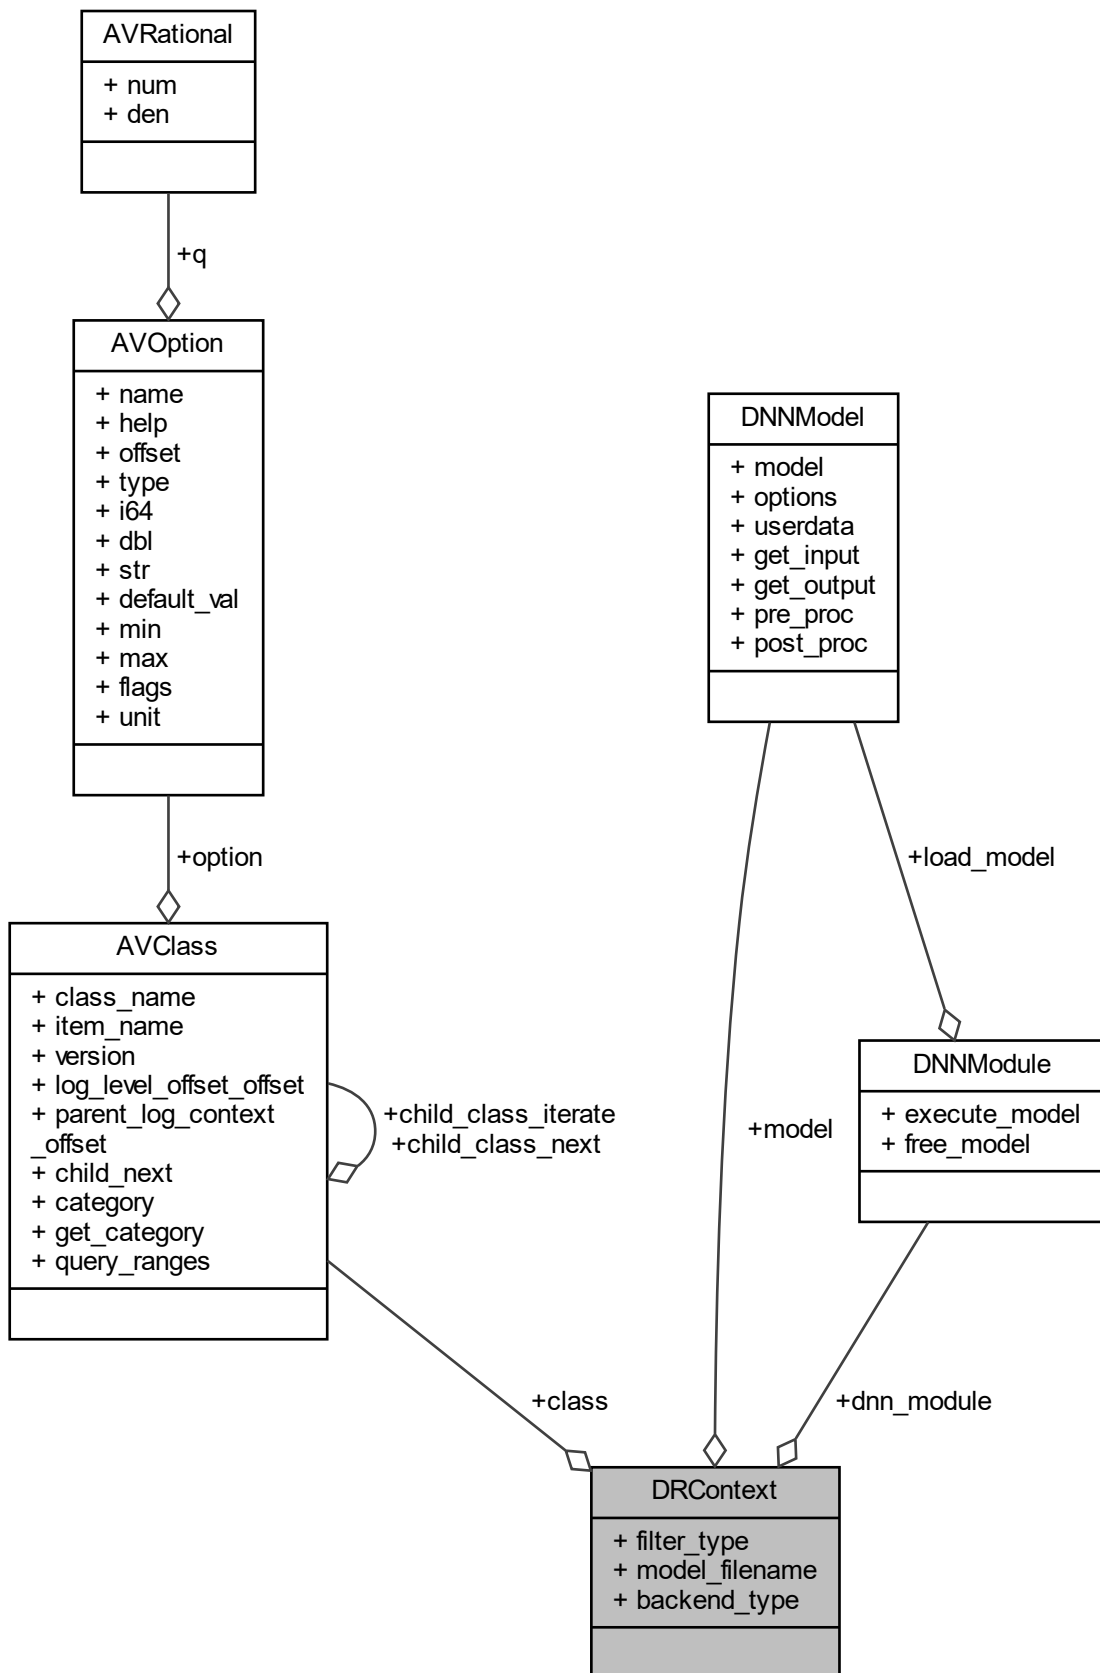 AVRational
+ num
+ den
+q
AVOption
+ name
+ help
+ offset
+ type
+ i64
+ dbl
+ str
+ default_val
+ min
+ max
+ flags
+ unit
DNNModel
+ model
+ options
+ userdata
+ get_input
+ get_output
+ pre_proc
+ post_proc
+option
+load_model
AVClass
+ class_name
+ item_name
+ version
+ log_level_offset_offset
+ parent_log_context
_offset
+ child_next
+ category
+ get_category
+ query_ranges
+child_class_iterate
+child_class_next
+model
DNNModule
+ execute_model
+ free_model
+class
+dnn_module
DRContext
+ filter_type
+ model_filename
+ backend_type